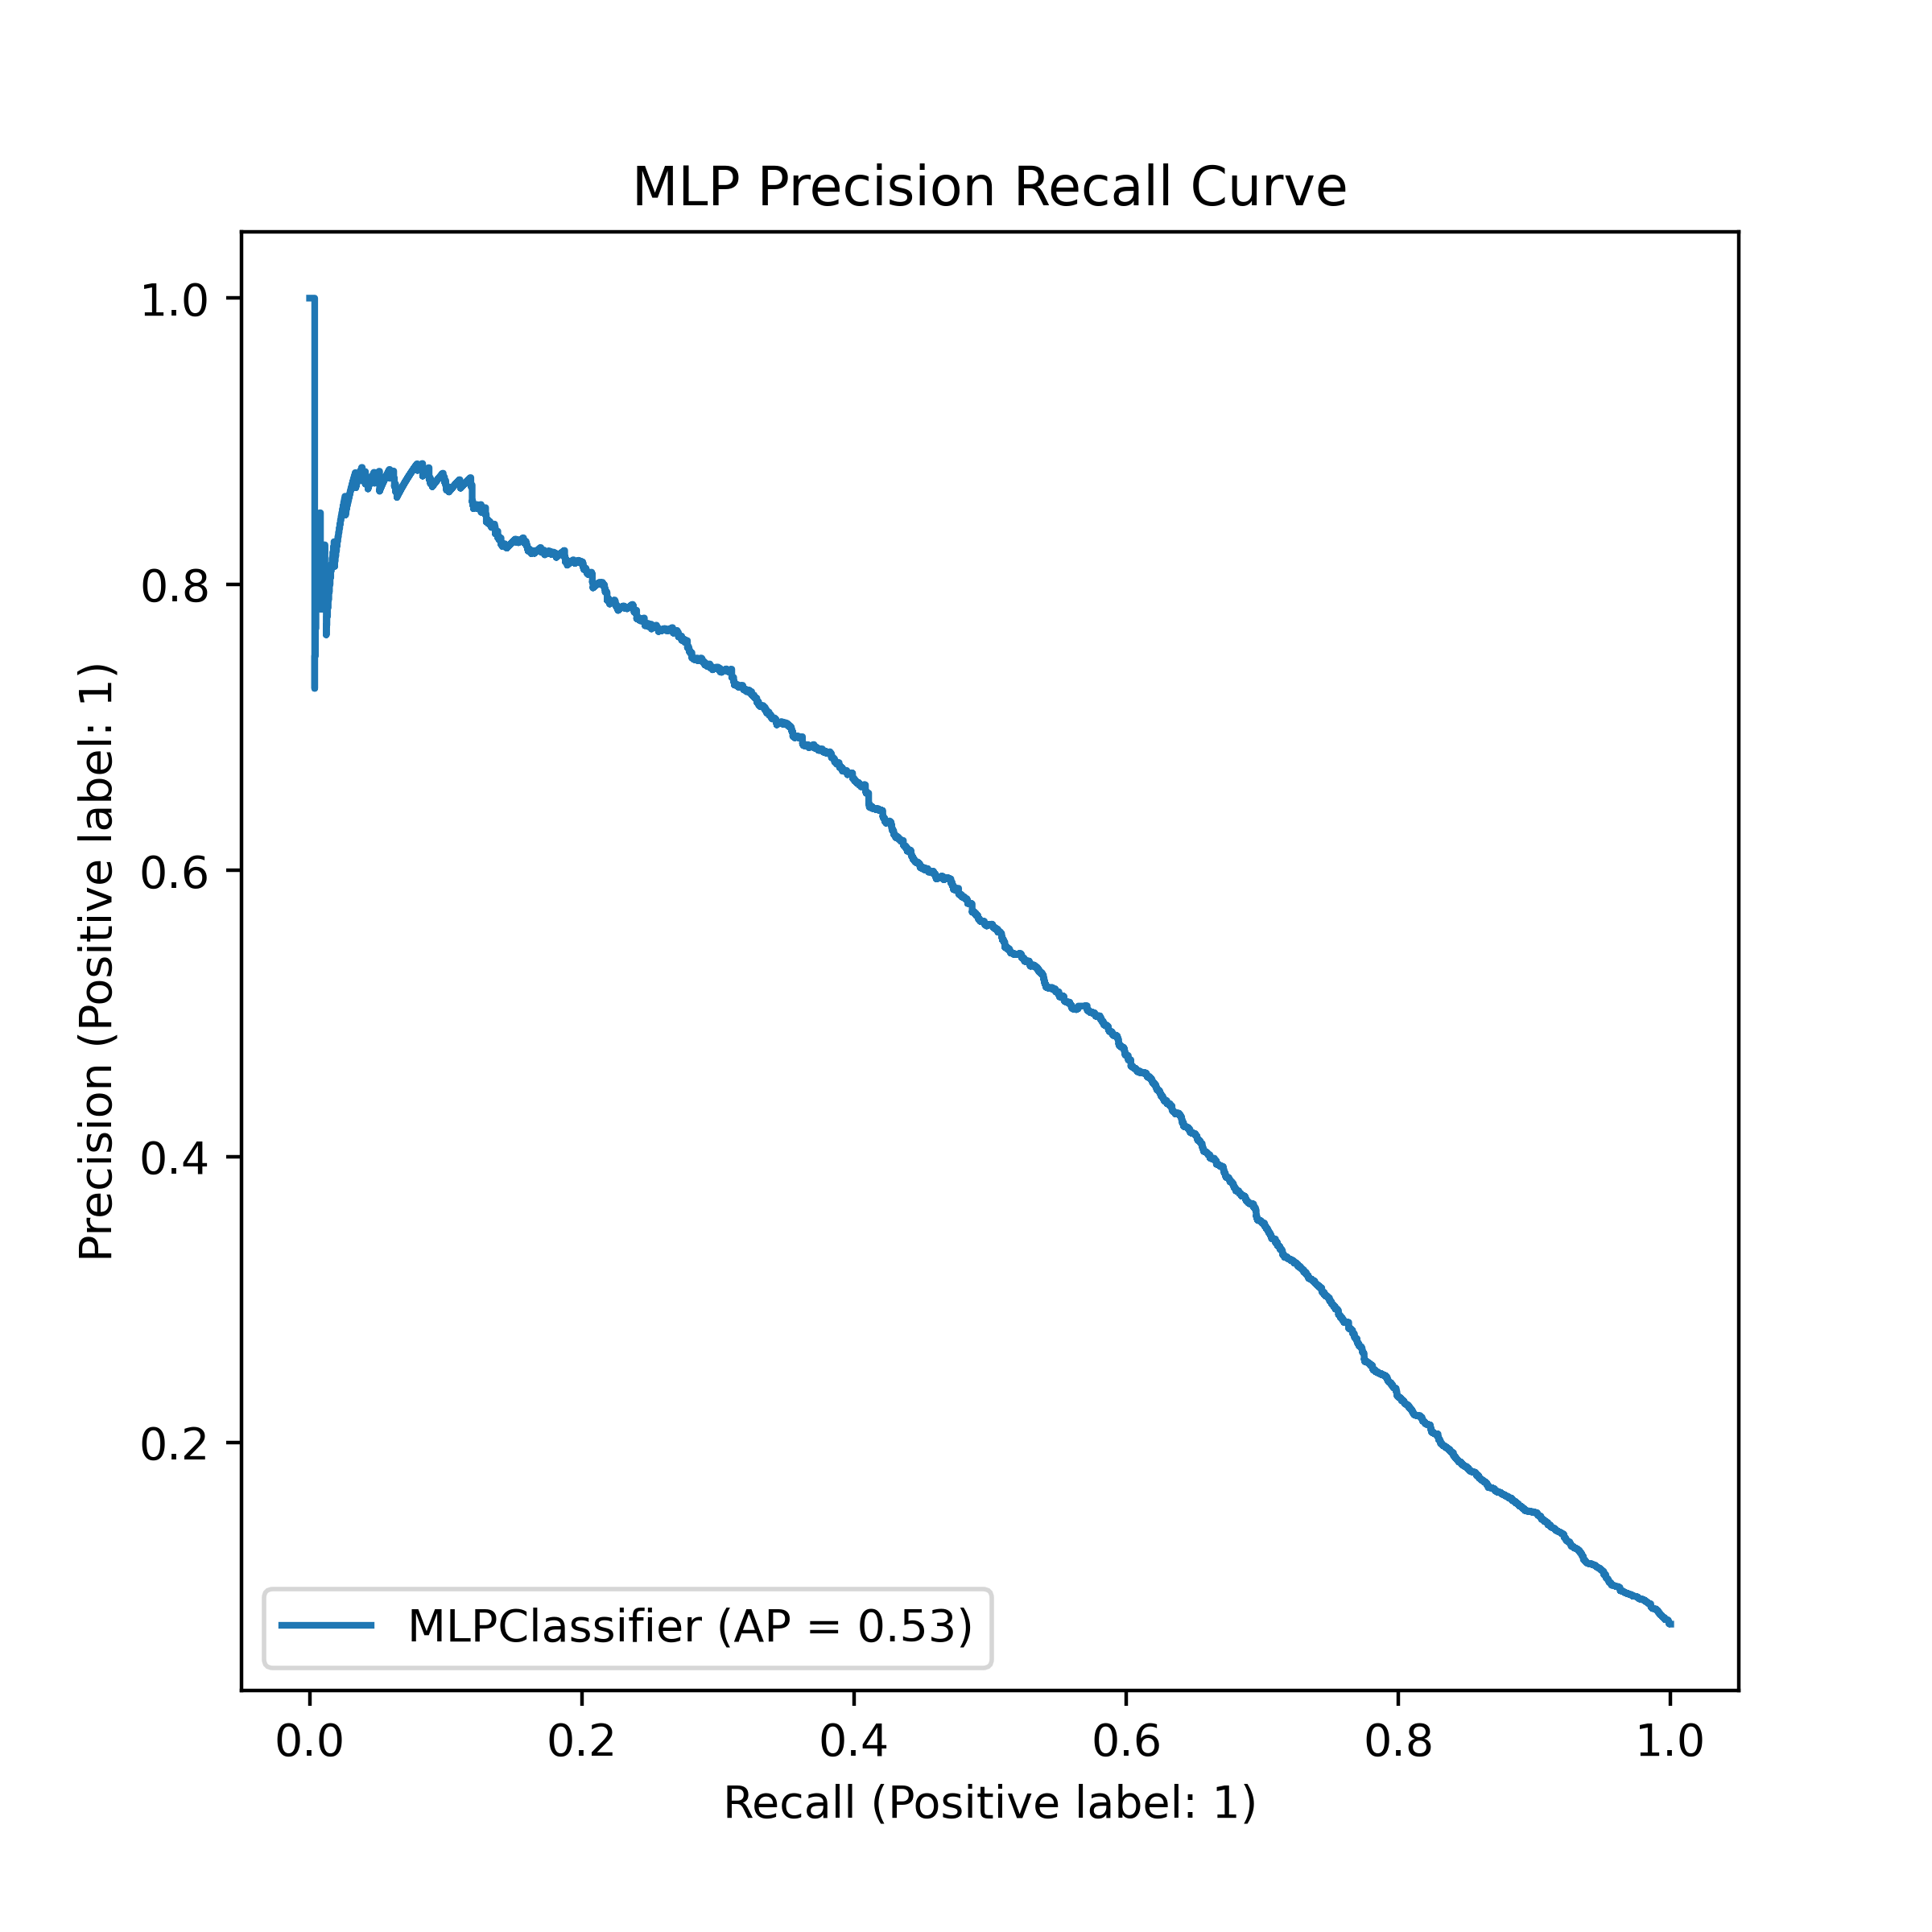 MLP Precision Recall Curve
1.0
0.8
0.6
0.4
0.2
Precision (Positive label: 1)
MLPClassifier (AP = 0.53)
0.0 0.2 0.4 0.6 0.8 1.0
Recall (Positive label: 1)